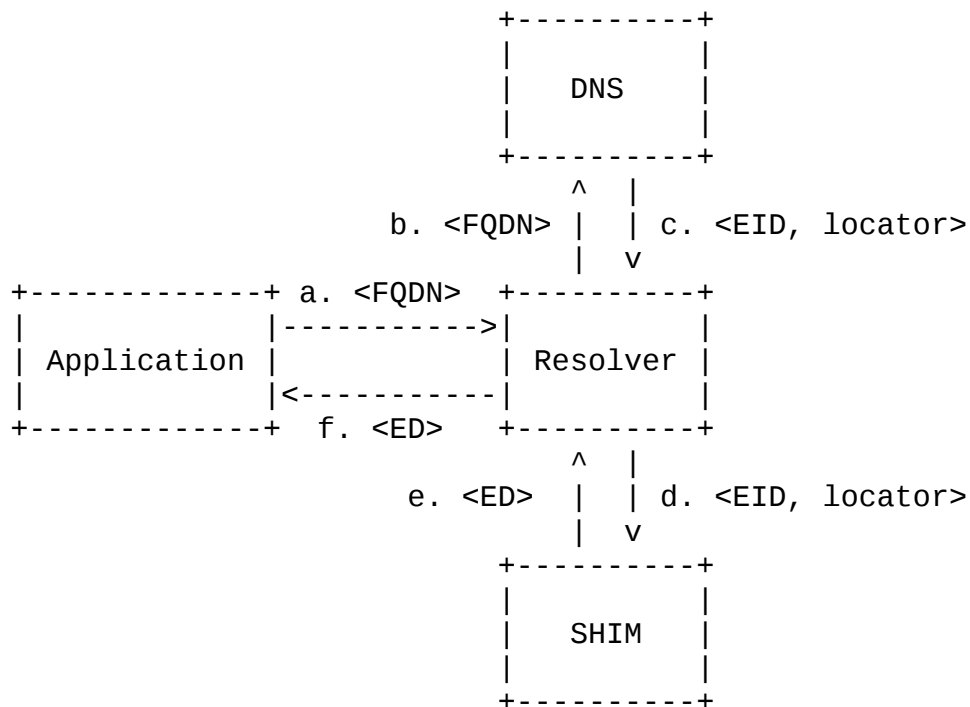 DNS
b. <FQDN> c. <EID, locator>
a. <FQDN>
Application Resolver
f. <ED>
e. <ED> d. <EID, locator>
SHIM